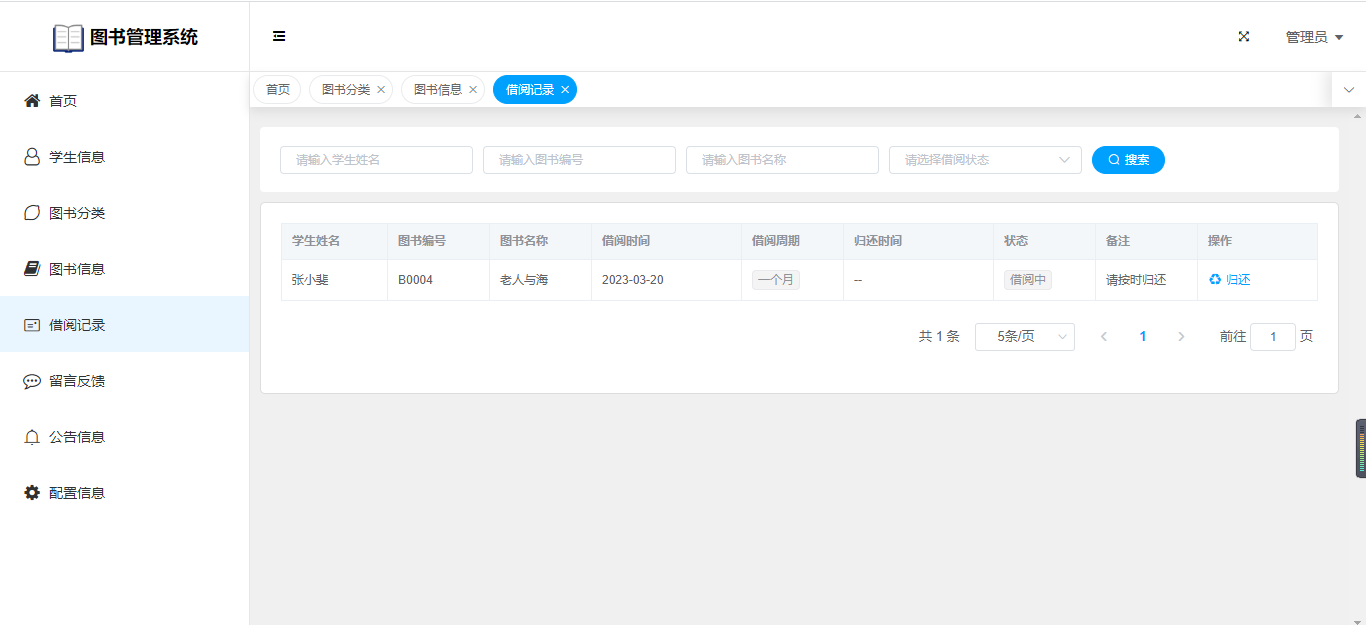 图书管理系统
管理员
首页 图书分类 图书信息 借阅记录
首页
学生信息
图书分类
图书信息
借阅记录
留言反馈
公告信息
配置信息
请输入学生姓名 请输入图书编号 请输入图书名称 请选择借阅状态 搜索
学生姓名 图书编号 图书名称 借阅时间 借阅周期 归还时间 状态 备注 操作
张小斐 B0004 老人与海 2023-03-20 一个月 -- 借阅中 请按时归还 归还
共 1 条 5条/页 1 前往 1 页